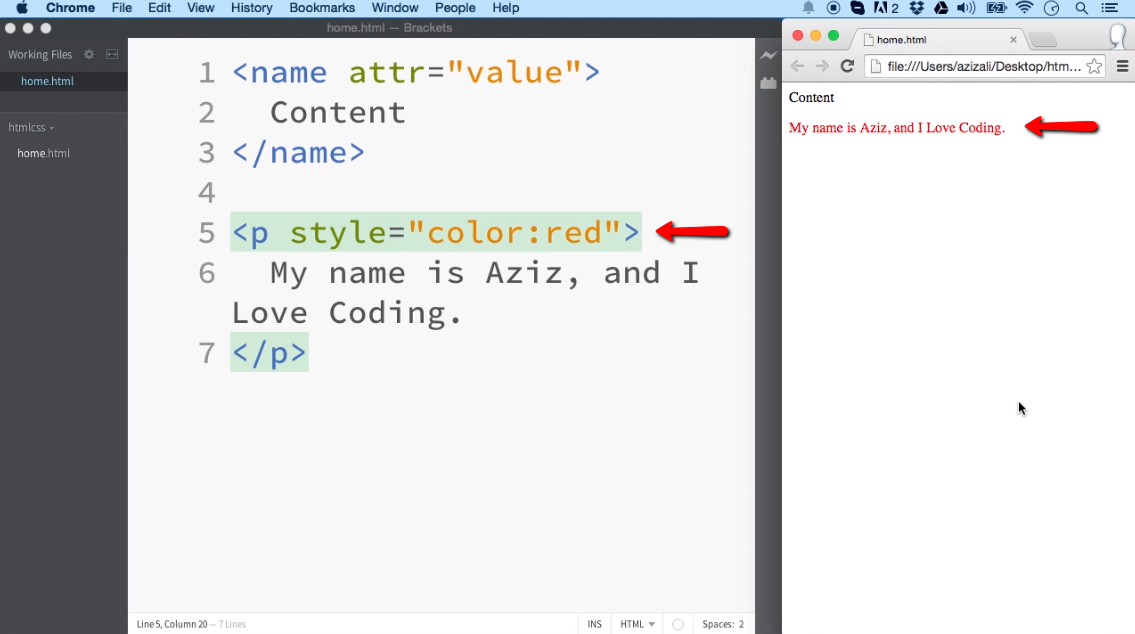 Chrome File Edit View History Bookmarks Window People Help
2
home.html — Brackets
Working Files
home.html
htmlcss
home.html
1 <name attr="value">
2 Content
3 </name>
4
5 <p style="color:red">
6 My name is Aziz, and I
Love Coding.
7 </p>
Line 5, Column 20 — 7 Lines
INS HTML Spaces: 2
home.html
file:///Users/azizali/Desktop/htm...
Content
My name is Aziz, and I Love Coding.